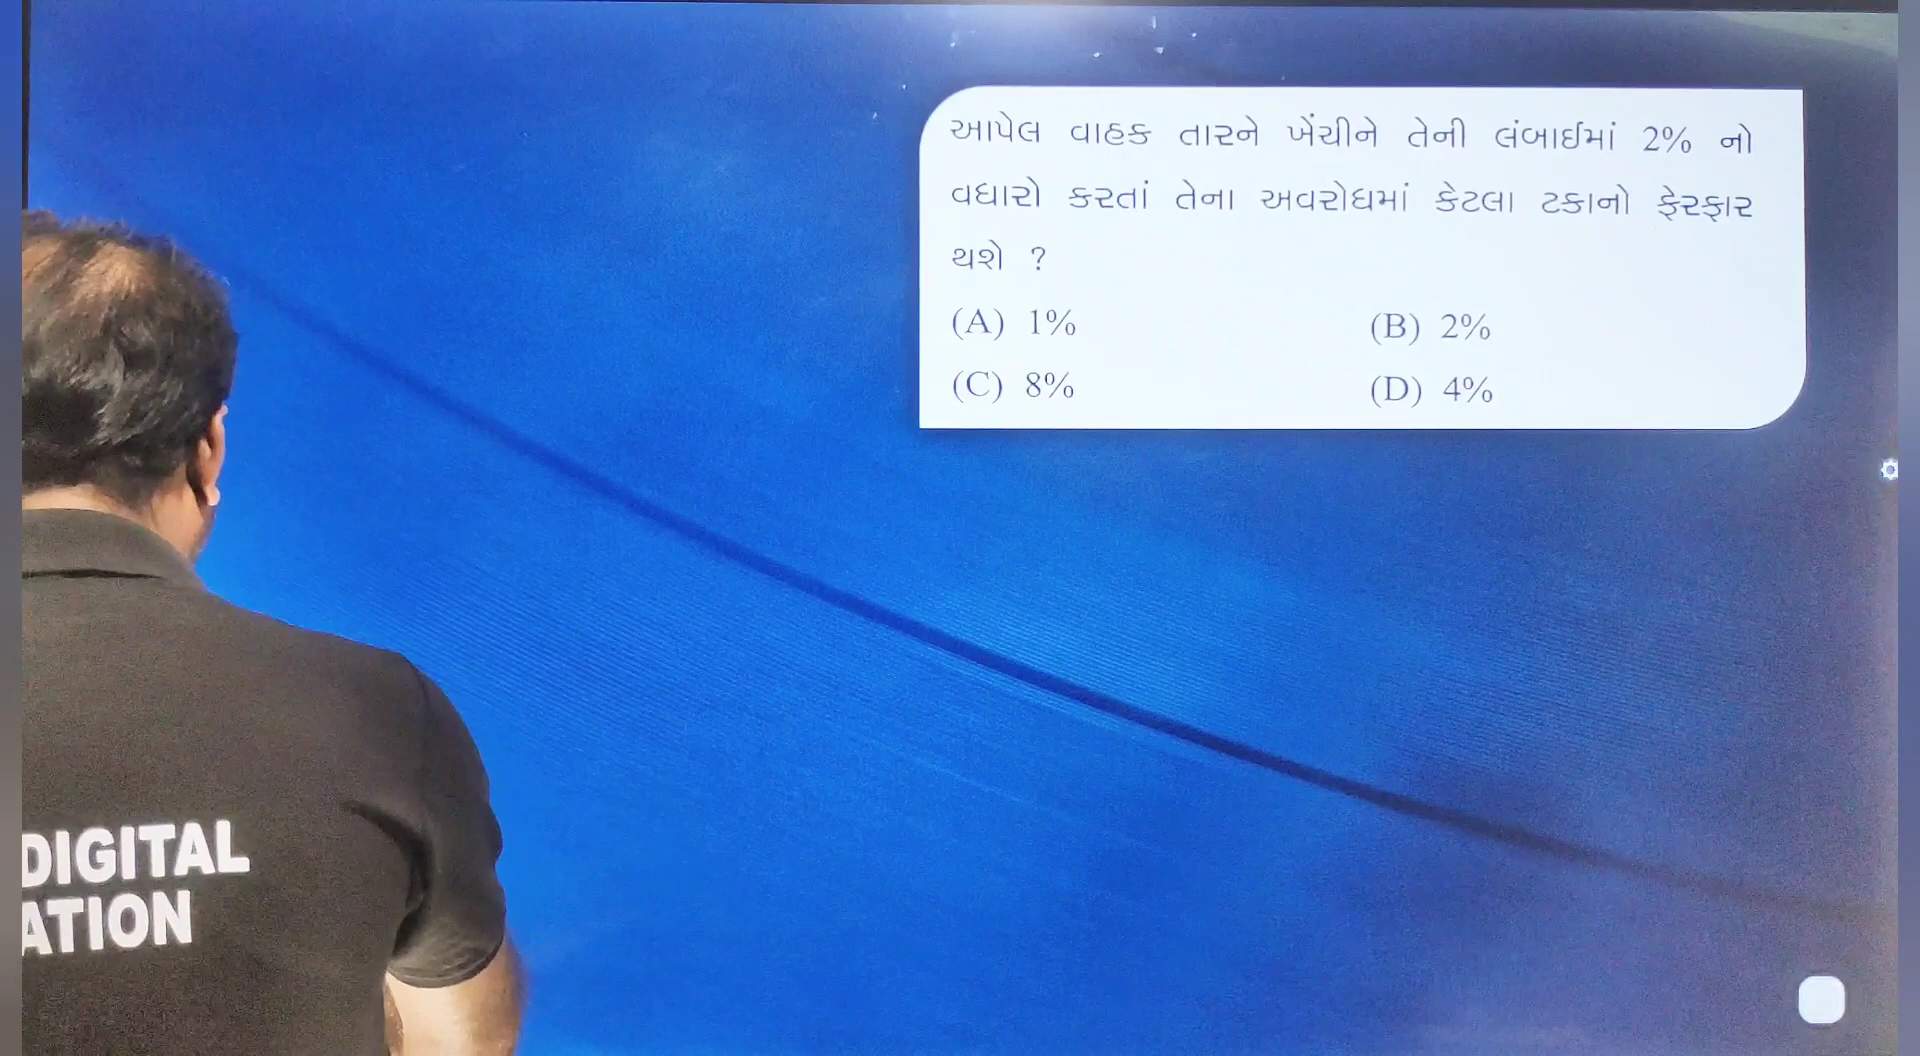 આપેલ વાહક તારને ખેંચીને તેની લંબાઈમાં 2% નો
વધારો કરતાં તેના અવરોધમાં કેટલા ટકાનો ફેરફાર
થશે ?
(A) 1% (B) 2%
(C) 8% (D) 4%
DIGITAL
ATION